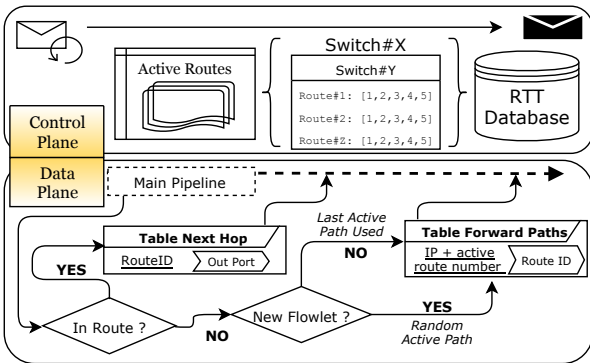 Switch#X
Active Routes
Switch#Y
Route#1: [1,2,3,4,5]
Route#2: [1,2,3,4,5]
Route#Z: [1,2,3,4,5]
RTT
Database
Control
Plane
Data
Plane
Main Pipeline
Table Next Hop
RouteID
Out Port
Last Active
Path Used
NO
Table Forward Paths
IP + active
route number
Route ID
YES
In Route ?
NO
New Flowlet ?
YES
Random
Active Path